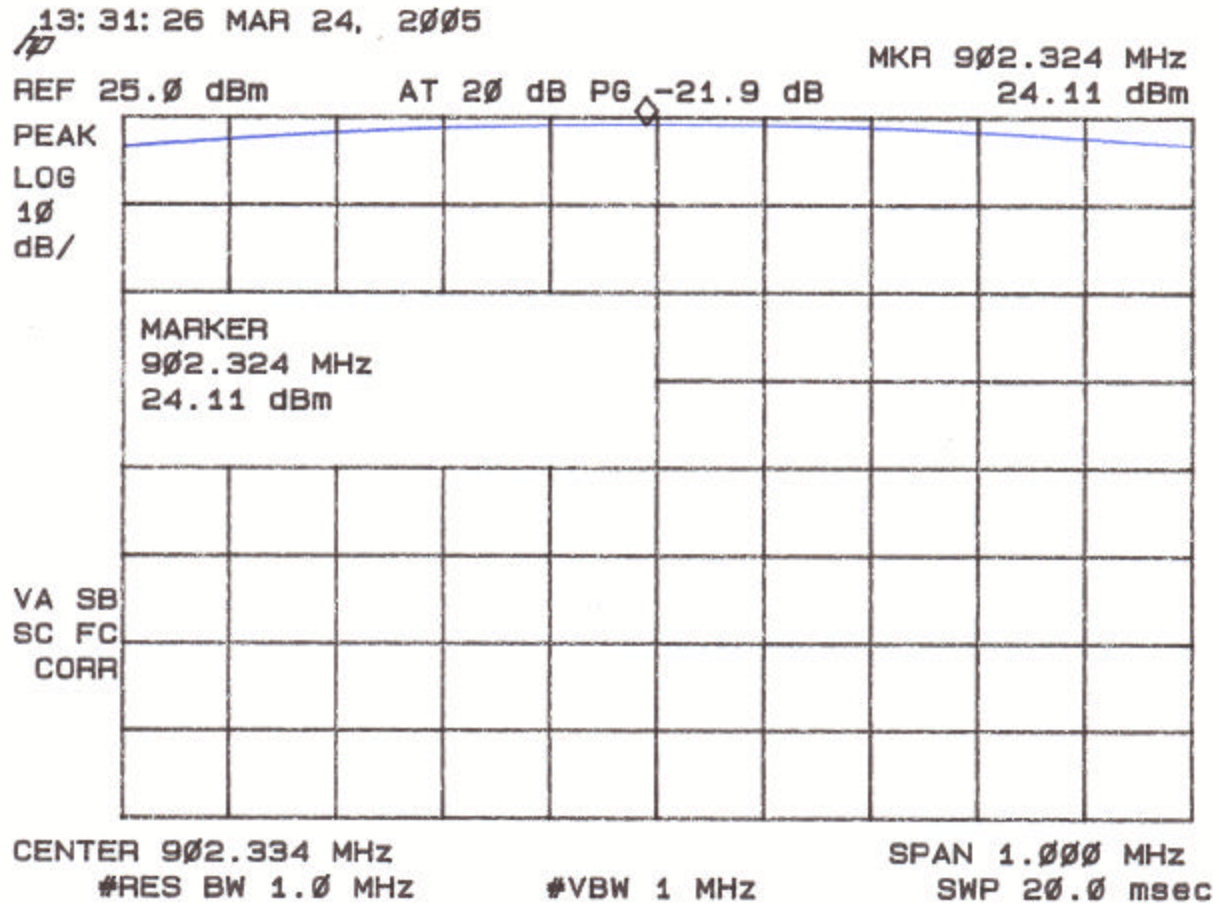 13:31:26 MAR 24, 2005
hp
MKR 902.324 MHz
REF 25.0 dBm AT 20 dB PG -21.9 dB 24.11 dBm
PEAK
LOG
10
dB/
MARKER
902.324 MHz
24.11 dBm
VA SB
SC FC
CORR
CENTER 902.334 MHz SPAN 1.000 MHz
#RES BW 1.0 MHz #VBW 1 MHz SWP 20.0 msec